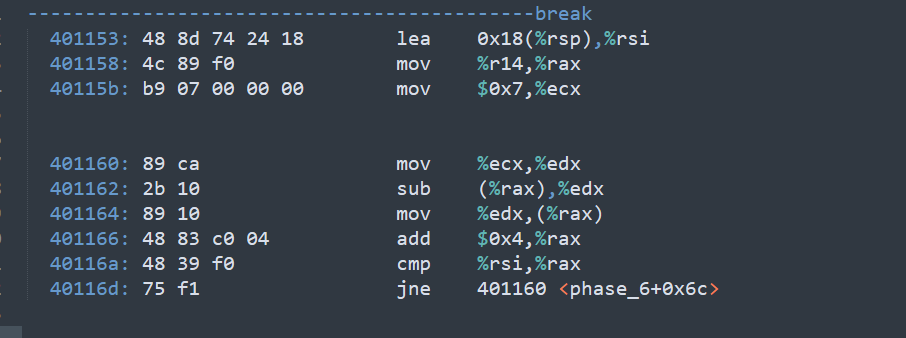 --------------------------------------------break
401153: 48 8d 74 24 18 lea 0x18(%rsp),%rsi
401158: 4c 89 f0 mov %r14,%rax
40115b: b9 07 00 00 00 mov $0x7,%ecx
401160: 89 ca mov %ecx,%edx
401162: 2b 10 sub (%rax),%edx
401164: 89 10 mov %edx,(%rax)
401166: 48 83 c0 04 add $0x4,%rax
40116a: 48 39 f0 cmp %rsi,%rax
40116d: 75 f1 jne 401160 <phase_6+0x6c>